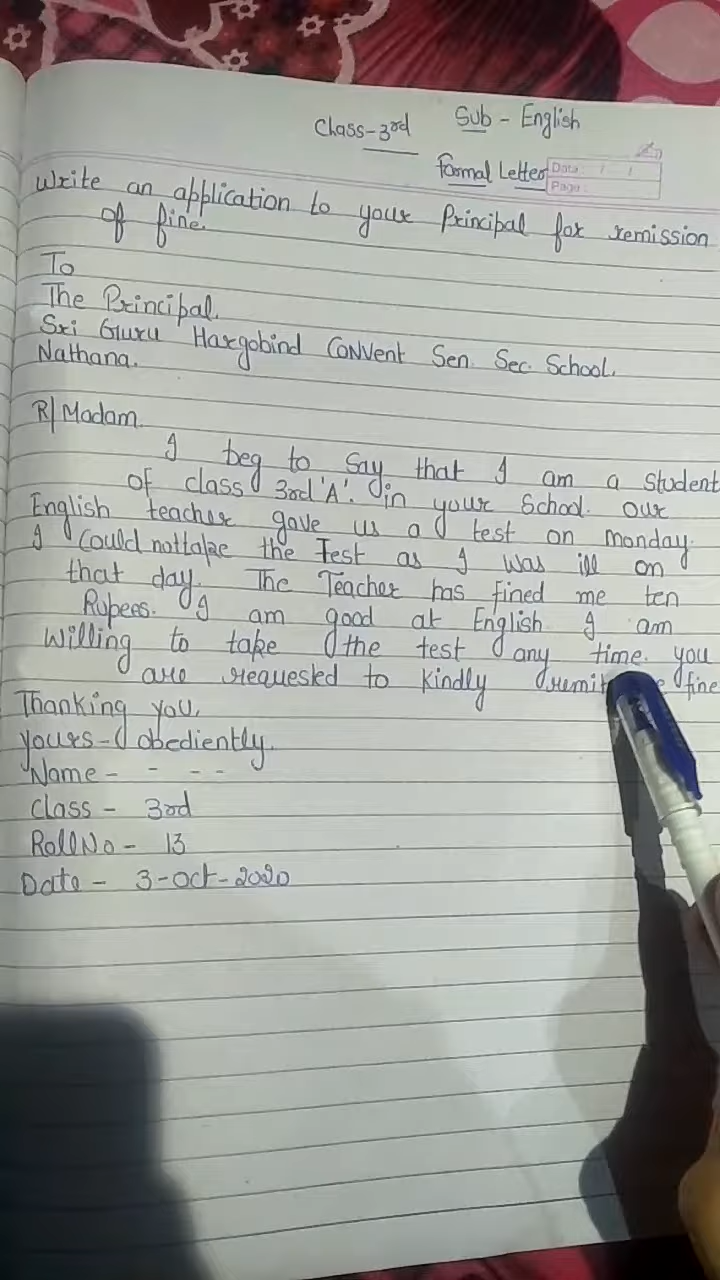 Class-3rd Sub - English
Formal Letter
Date: / /
Page:
Write an application to your Principal for remission
of fine.
To
The Principal.
Sri Guru Hargobind Convent Sen. Sec. School.
Nathana.
R/Madam.
I beg to say that I am a student
of class 3rd 'A'. in your School. our
English teacher gave us a test on monday.
I Could not take the Test as I was ill on
that day. The Teacher has fined me ten
Rupees. I am good at English I am
Willing to take the test any time. you
are requested to kindly remit fine
Thanking you,
yours-obediently.
Name - - - -
Class - 3rd
Roll No - 13
Date - 3-Oct-2020